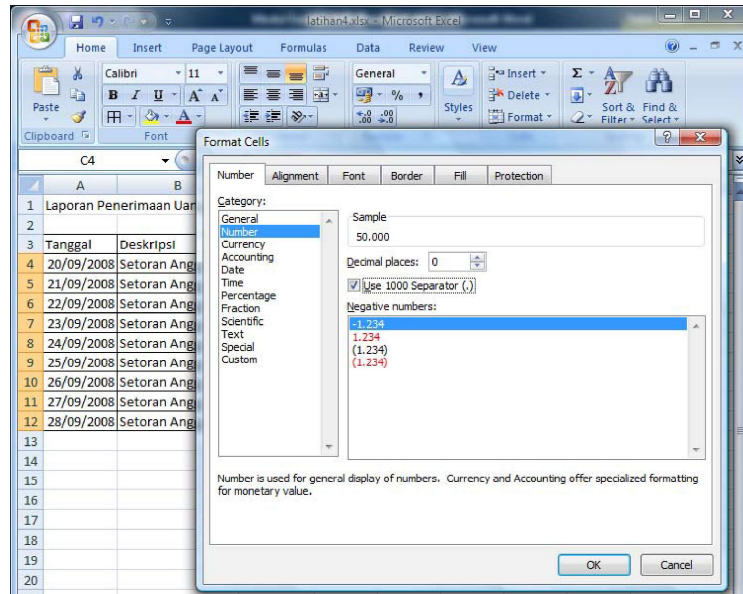 latihan4.xlsx - Microsoft Excel
Home Insert Page Layout Formulas Data Review View
Calibri 11 General Insert Σ
Paste B I U A A % , Styles Delete Sort & Find &
A .00 .00 Format Filter Select
Clipboard Font
C4
Format Cells
Number Alignment Font Border Fill Protection
Category:
General
Number
Currency
Accounting
Date
Time
Percentage
Fraction
Scientific
Text
Special
Custom
Sample
50.000
Decimal places: 0
Use 1000 Separator (.)
Negative numbers:
-1.234
1.234
(1.234)
(1.234)
Number is used for general display of numbers. Currency and Accounting offer specialized formatting
for monetary value.
OK Cancel
A B
1 Laporan Penerimaan Uan
2
3 Tanggal Deskripsi
4 20/09/2008 Setoran Ang
5 21/09/2008 Setoran Ang
6 22/09/2008 Setoran Ang
7 23/09/2008 Setoran Ang
8 24/09/2008 Setoran Ang
9 25/09/2008 Setoran Ang
10 26/09/2008 Setoran Ang
11 27/09/2008 Setoran Ang
12 28/09/2008 Setoran Ang
13
14
15
16
17
18
19
20